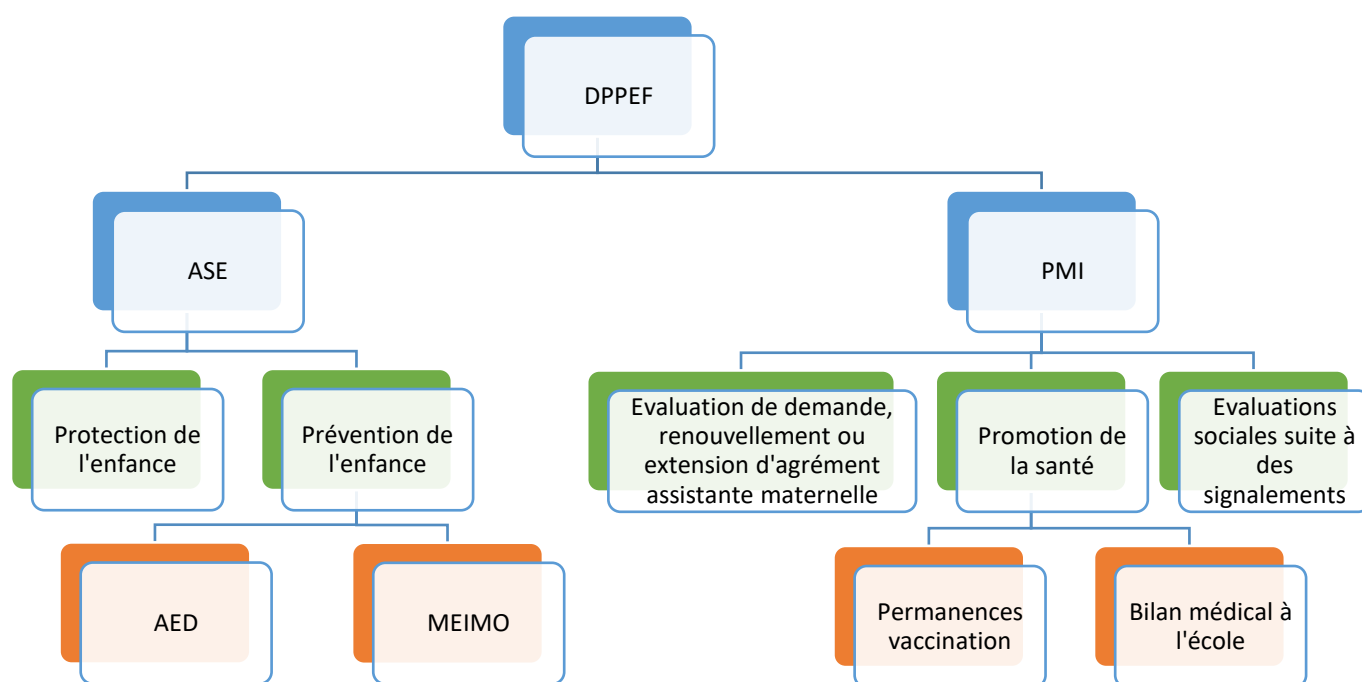 DPPEF
ASE
PMI
Protection de
l'enfance
Prévention de
l'enfance
Evaluation de demande,
renouvellement ou
extension d'agrément
assistante maternelle
Promotion de
la santé
Evaluations
sociales suite à
des
signalements
AED
MEIMO
Permanences
vaccination
Bilan médical à
l'école